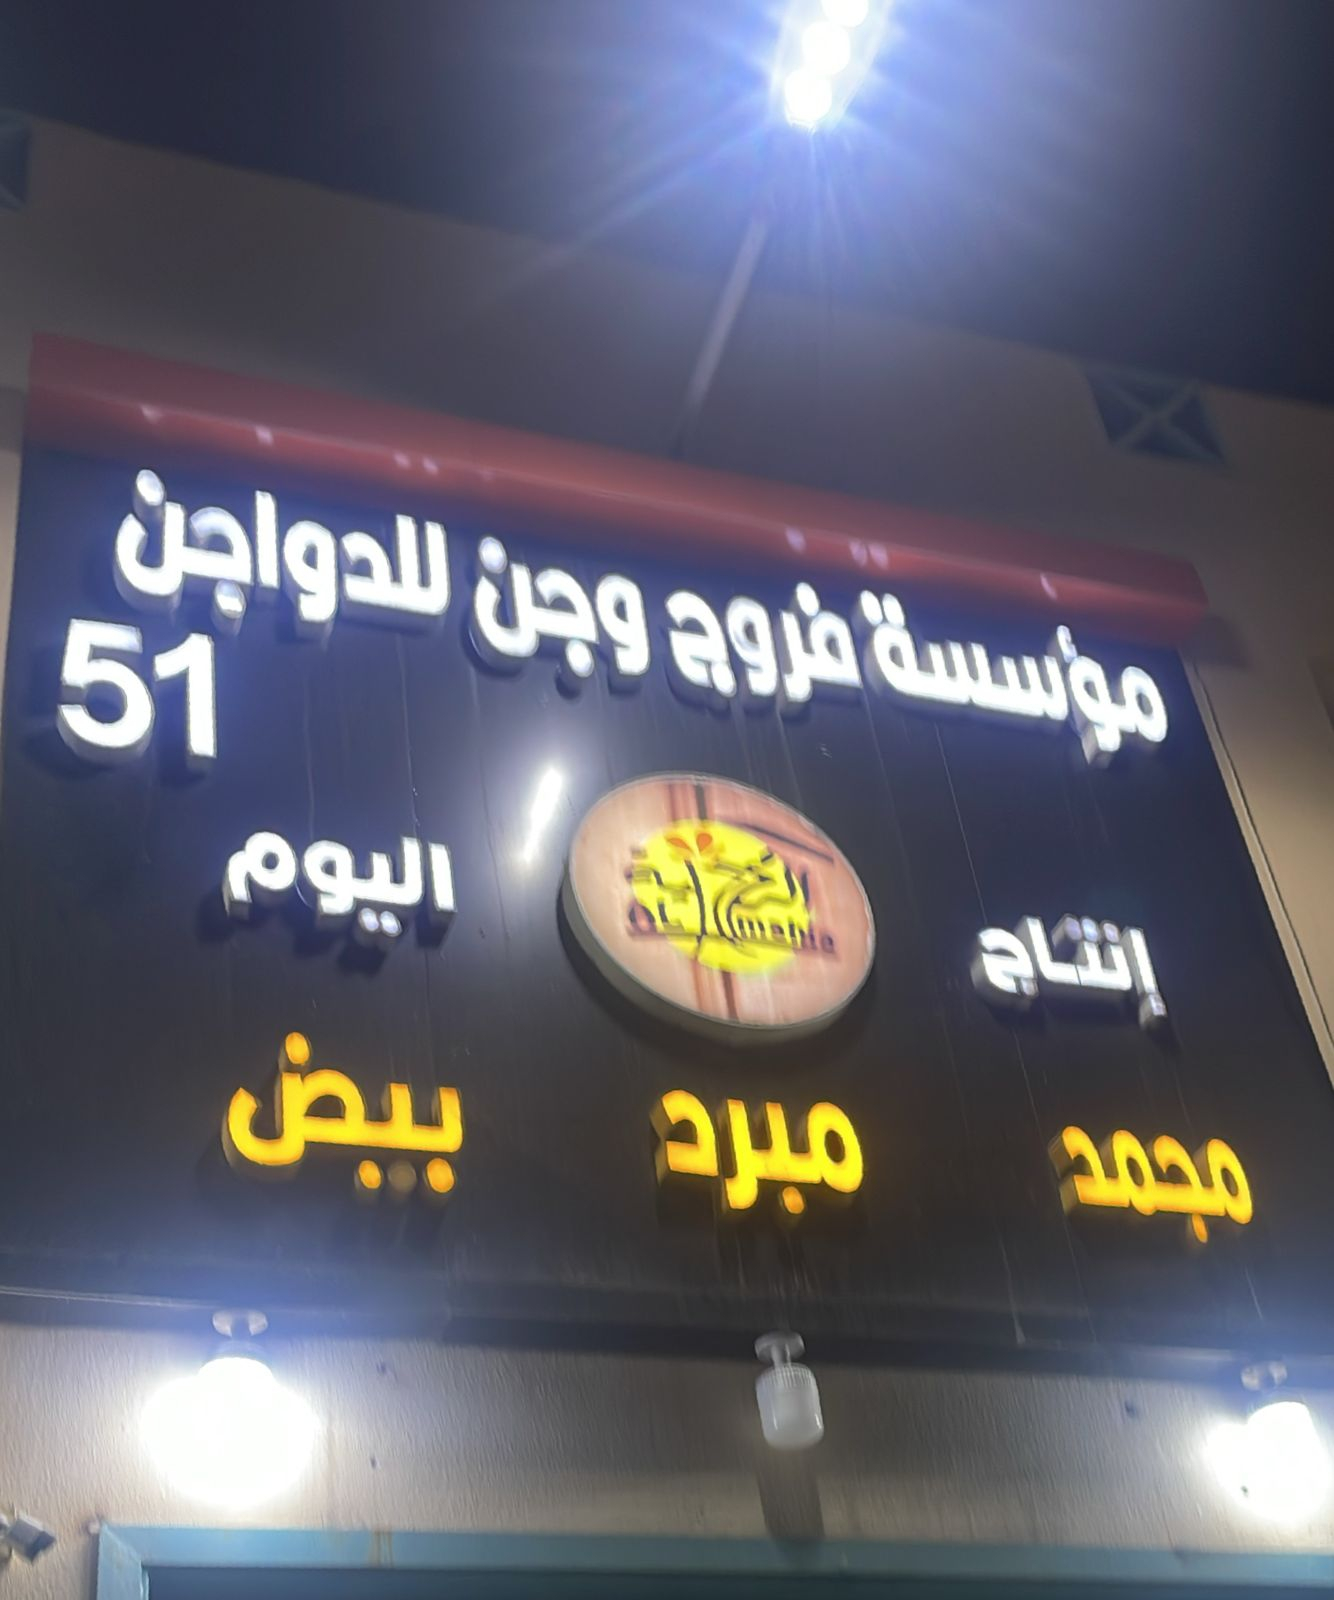 مؤسسة فروج وجن للدواجن
51
إنتاج اليوم
مجمد مبرد بيض